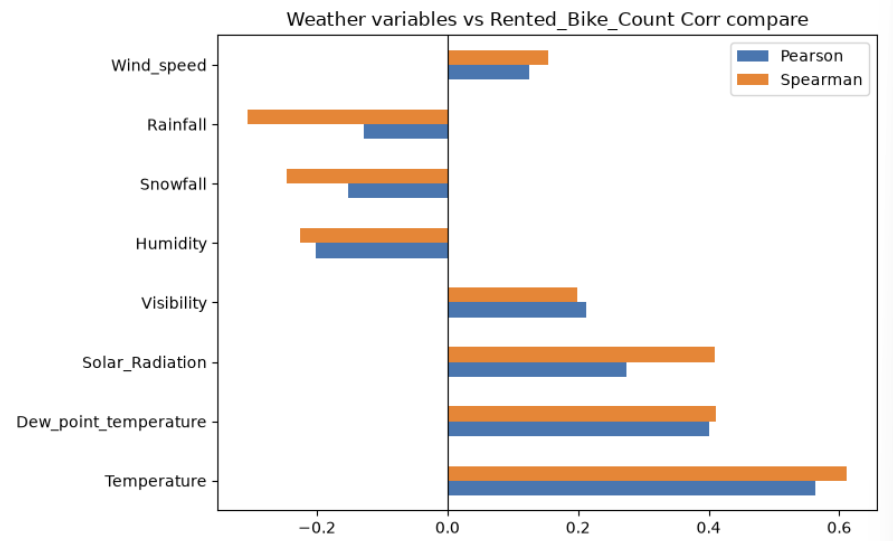 Weather variables vs Rented_Bike_Count Corr compare
Pearson
Spearman
Wind_speed
Rainfall
Snowfall
Humidity
Visibility
Solar_Radiation
Dew_point_temperature
Temperature
−0.2 0.0 0.2 0.4 0.6